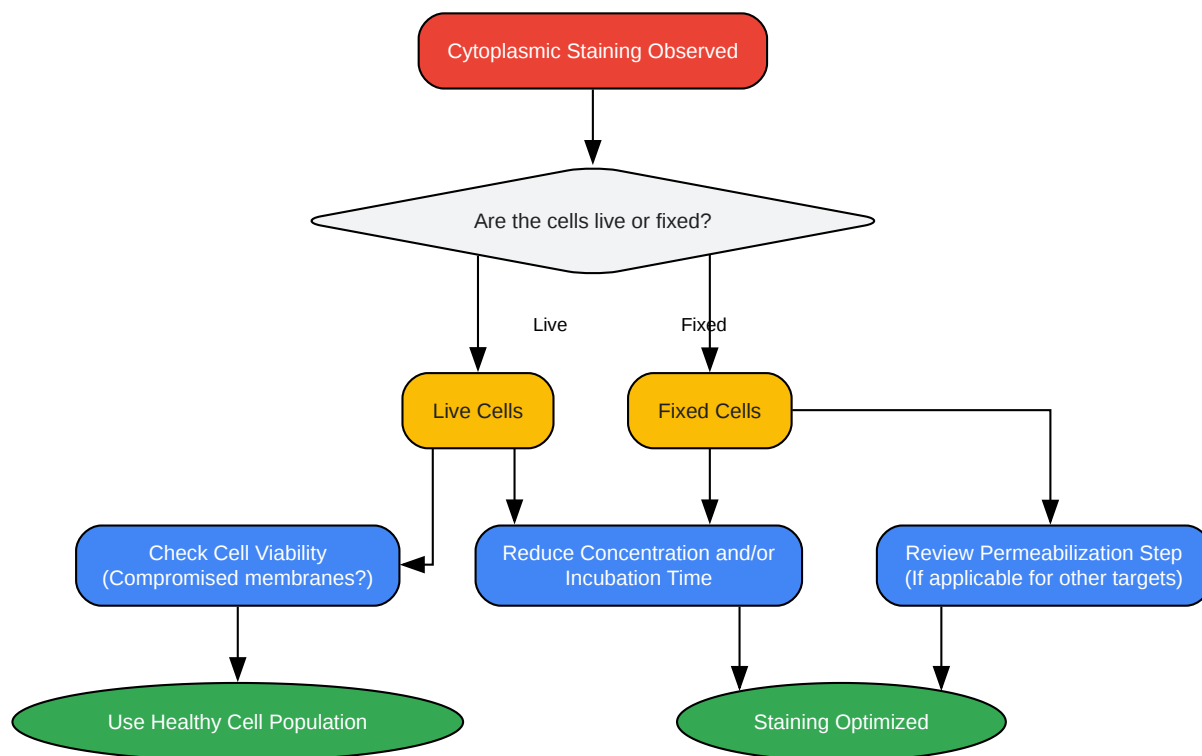 Cytoplasmic Staining Observed
Are the cells live or fixed?
Live
Fixed
Live Cells
Fixed Cells
Check Cell Viability
(Compromised membranes?)
Reduce Concentration and/or
Incubation Time
Review Permeabilization Step
(If applicable for other targets)
Use Healthy Cell Population
Staining Optimized